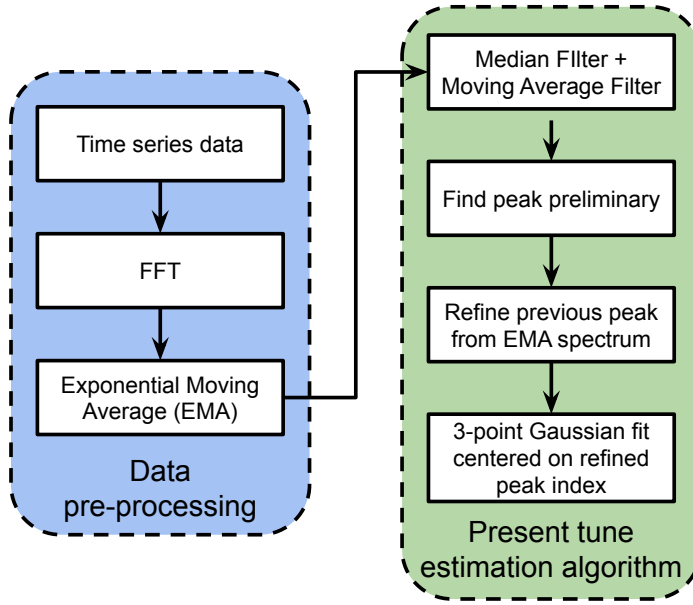 Time series data
FFT
Exponential Moving
Average (EMA)
Data
pre-processing
Median FIlter +
Moving Average Filter
Find peak preliminary
Refine previous peak
from EMA spectrum
3-point Gaussian fit
centered on refined
peak index
Present tune
estimation algorithm